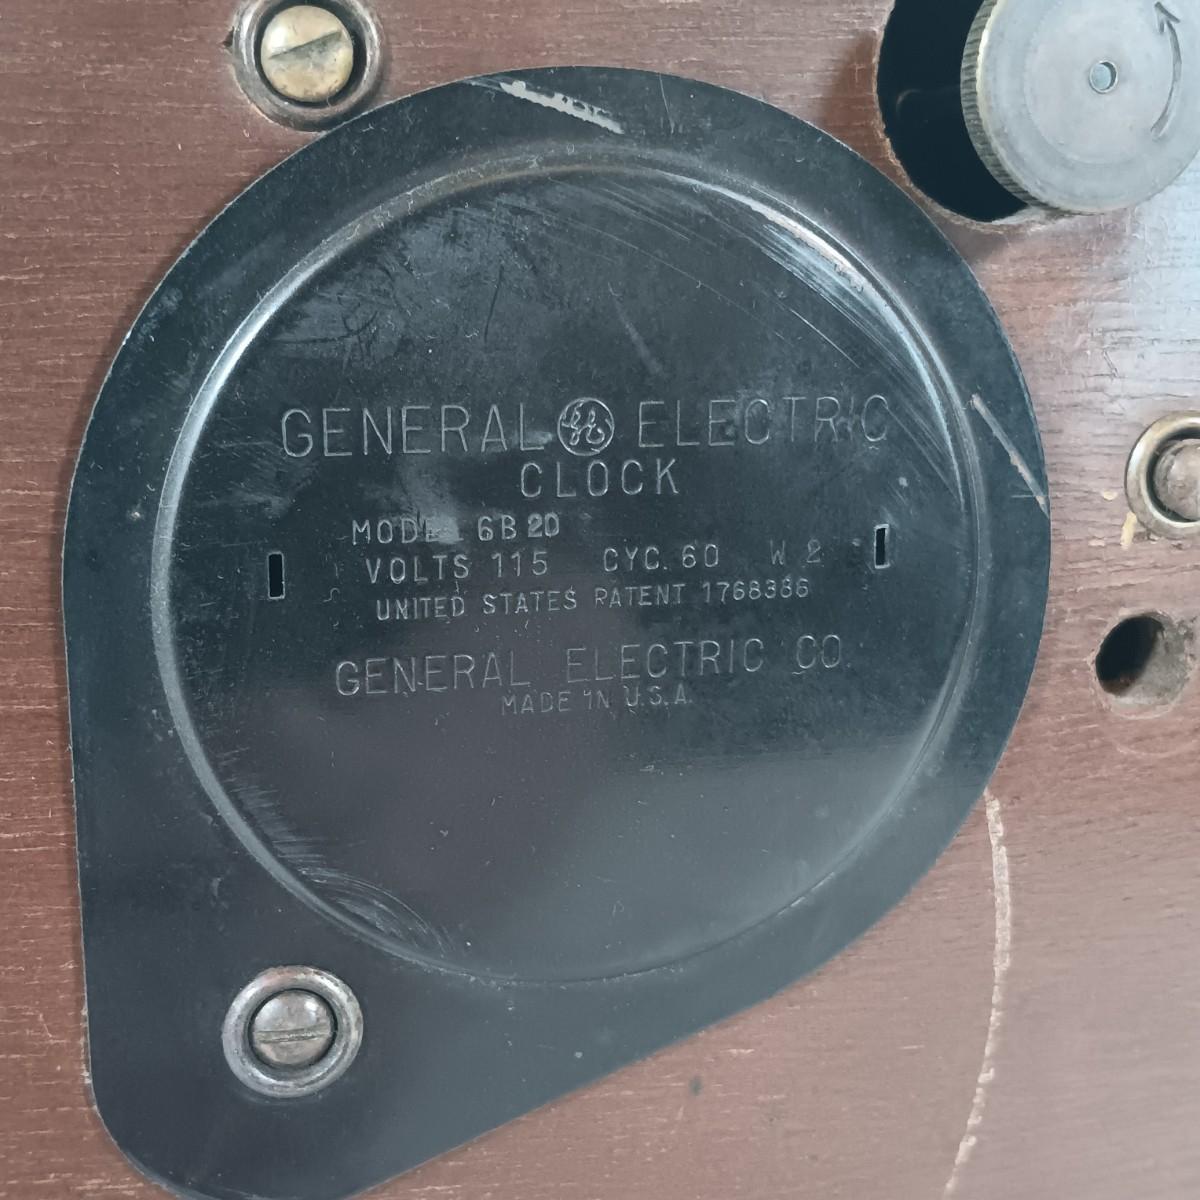 GENERAL GE ELECTRIC
CLOCK
MODEL 6B20
VOLTS 115 CYC. 60 W 2
UNITED STATES PATENT 1768386
GENERAL ELECTRIC CO.
MADE IN U.S.A.